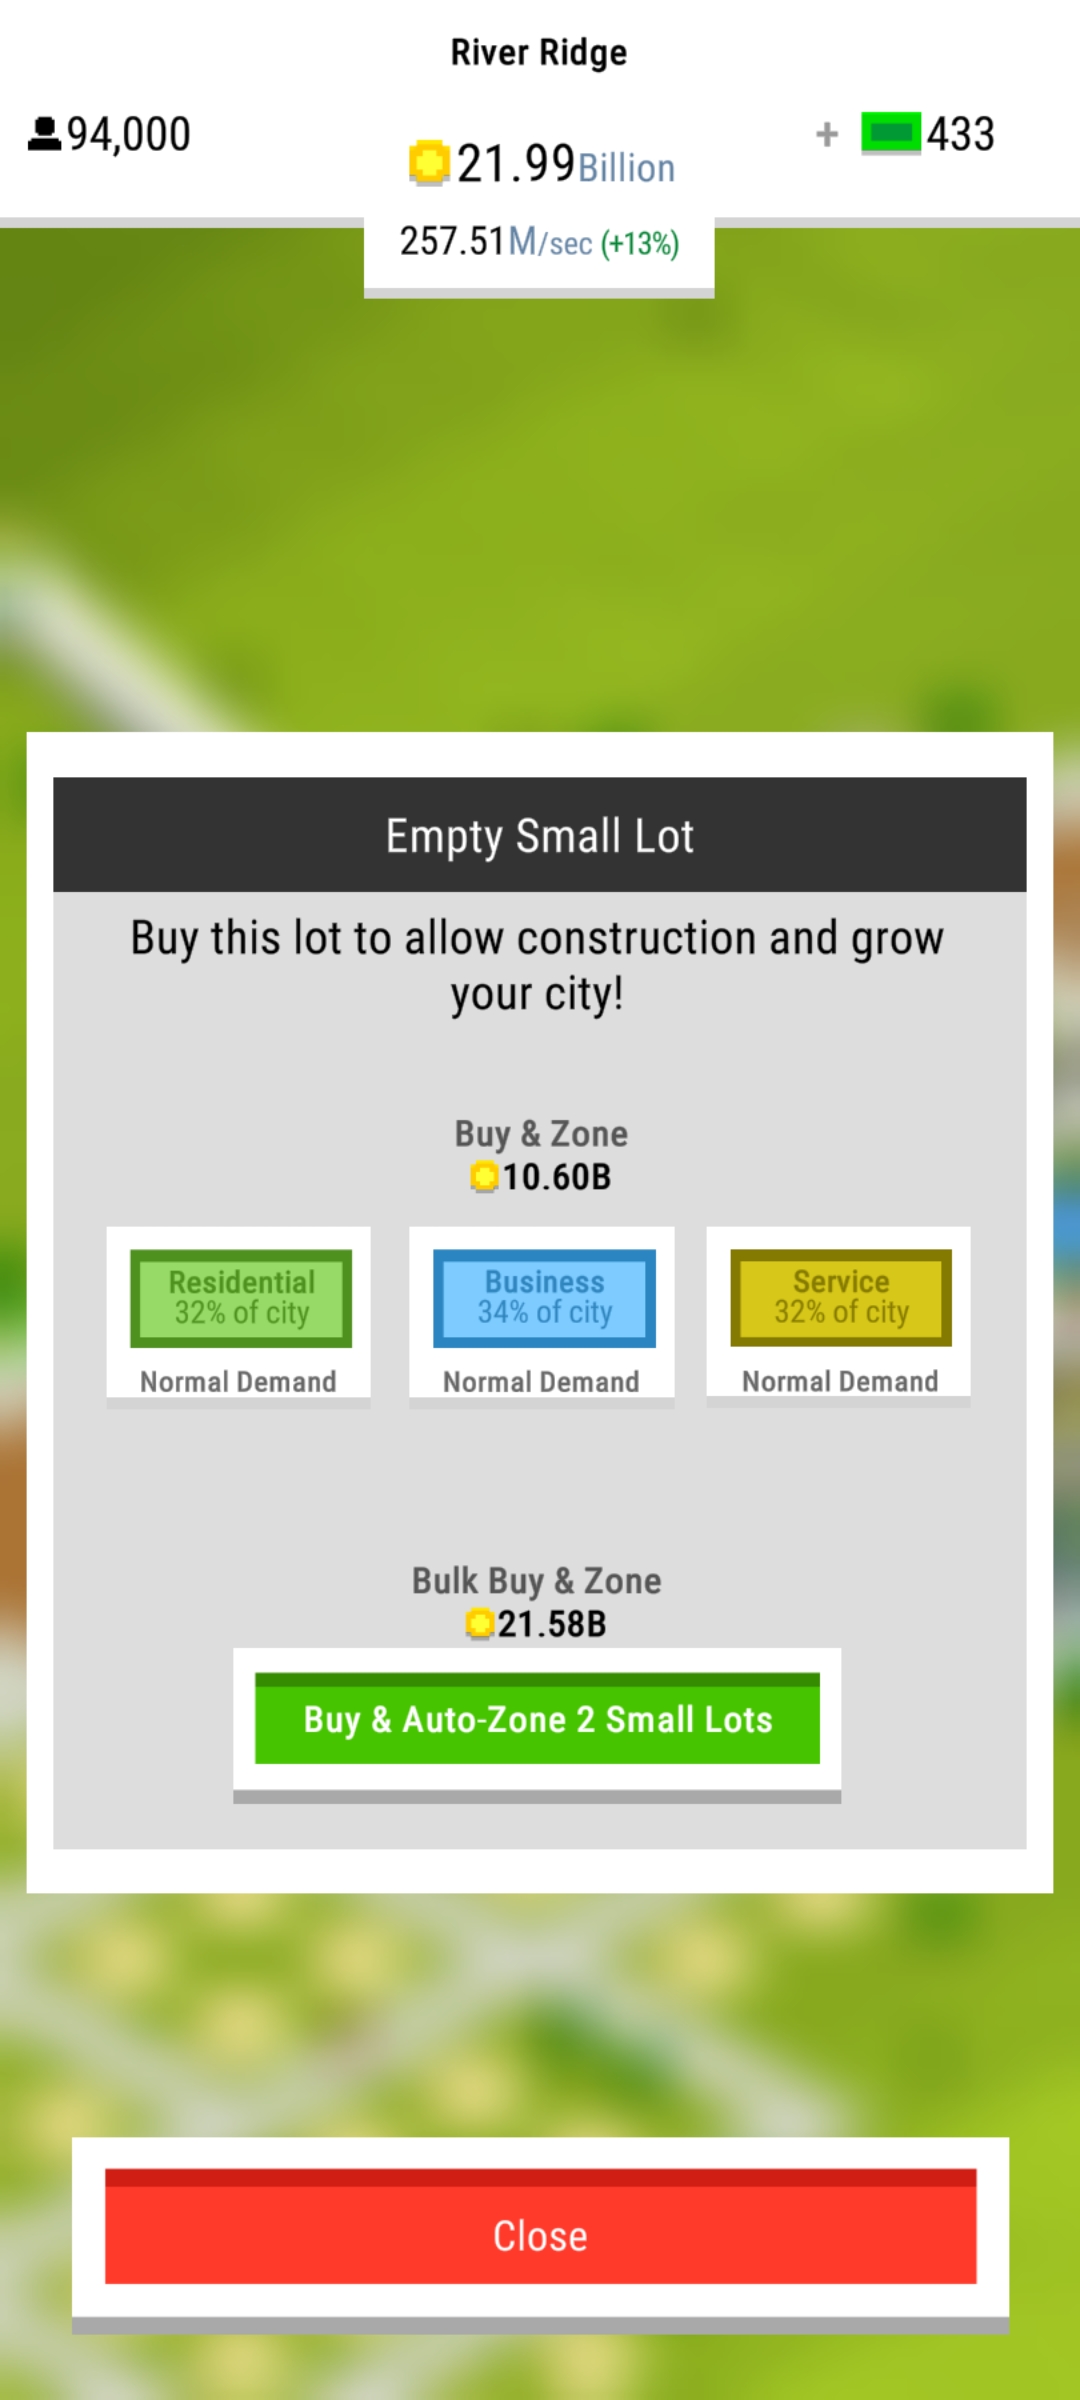 River Ridge
94,000
21.99 Billion
+ 433
257.51M/sec (+13%)
Empty Small Lot
Buy this lot to allow construction and grow
your city!
Buy & Zone
10.60B
Residential
32% of city
Normal Demand
Business
34% of city
Normal Demand
Service
32% of city
Normal Demand
Bulk Buy & Zone
21.58B
Buy & Auto-Zone 2 Small Lots
Close